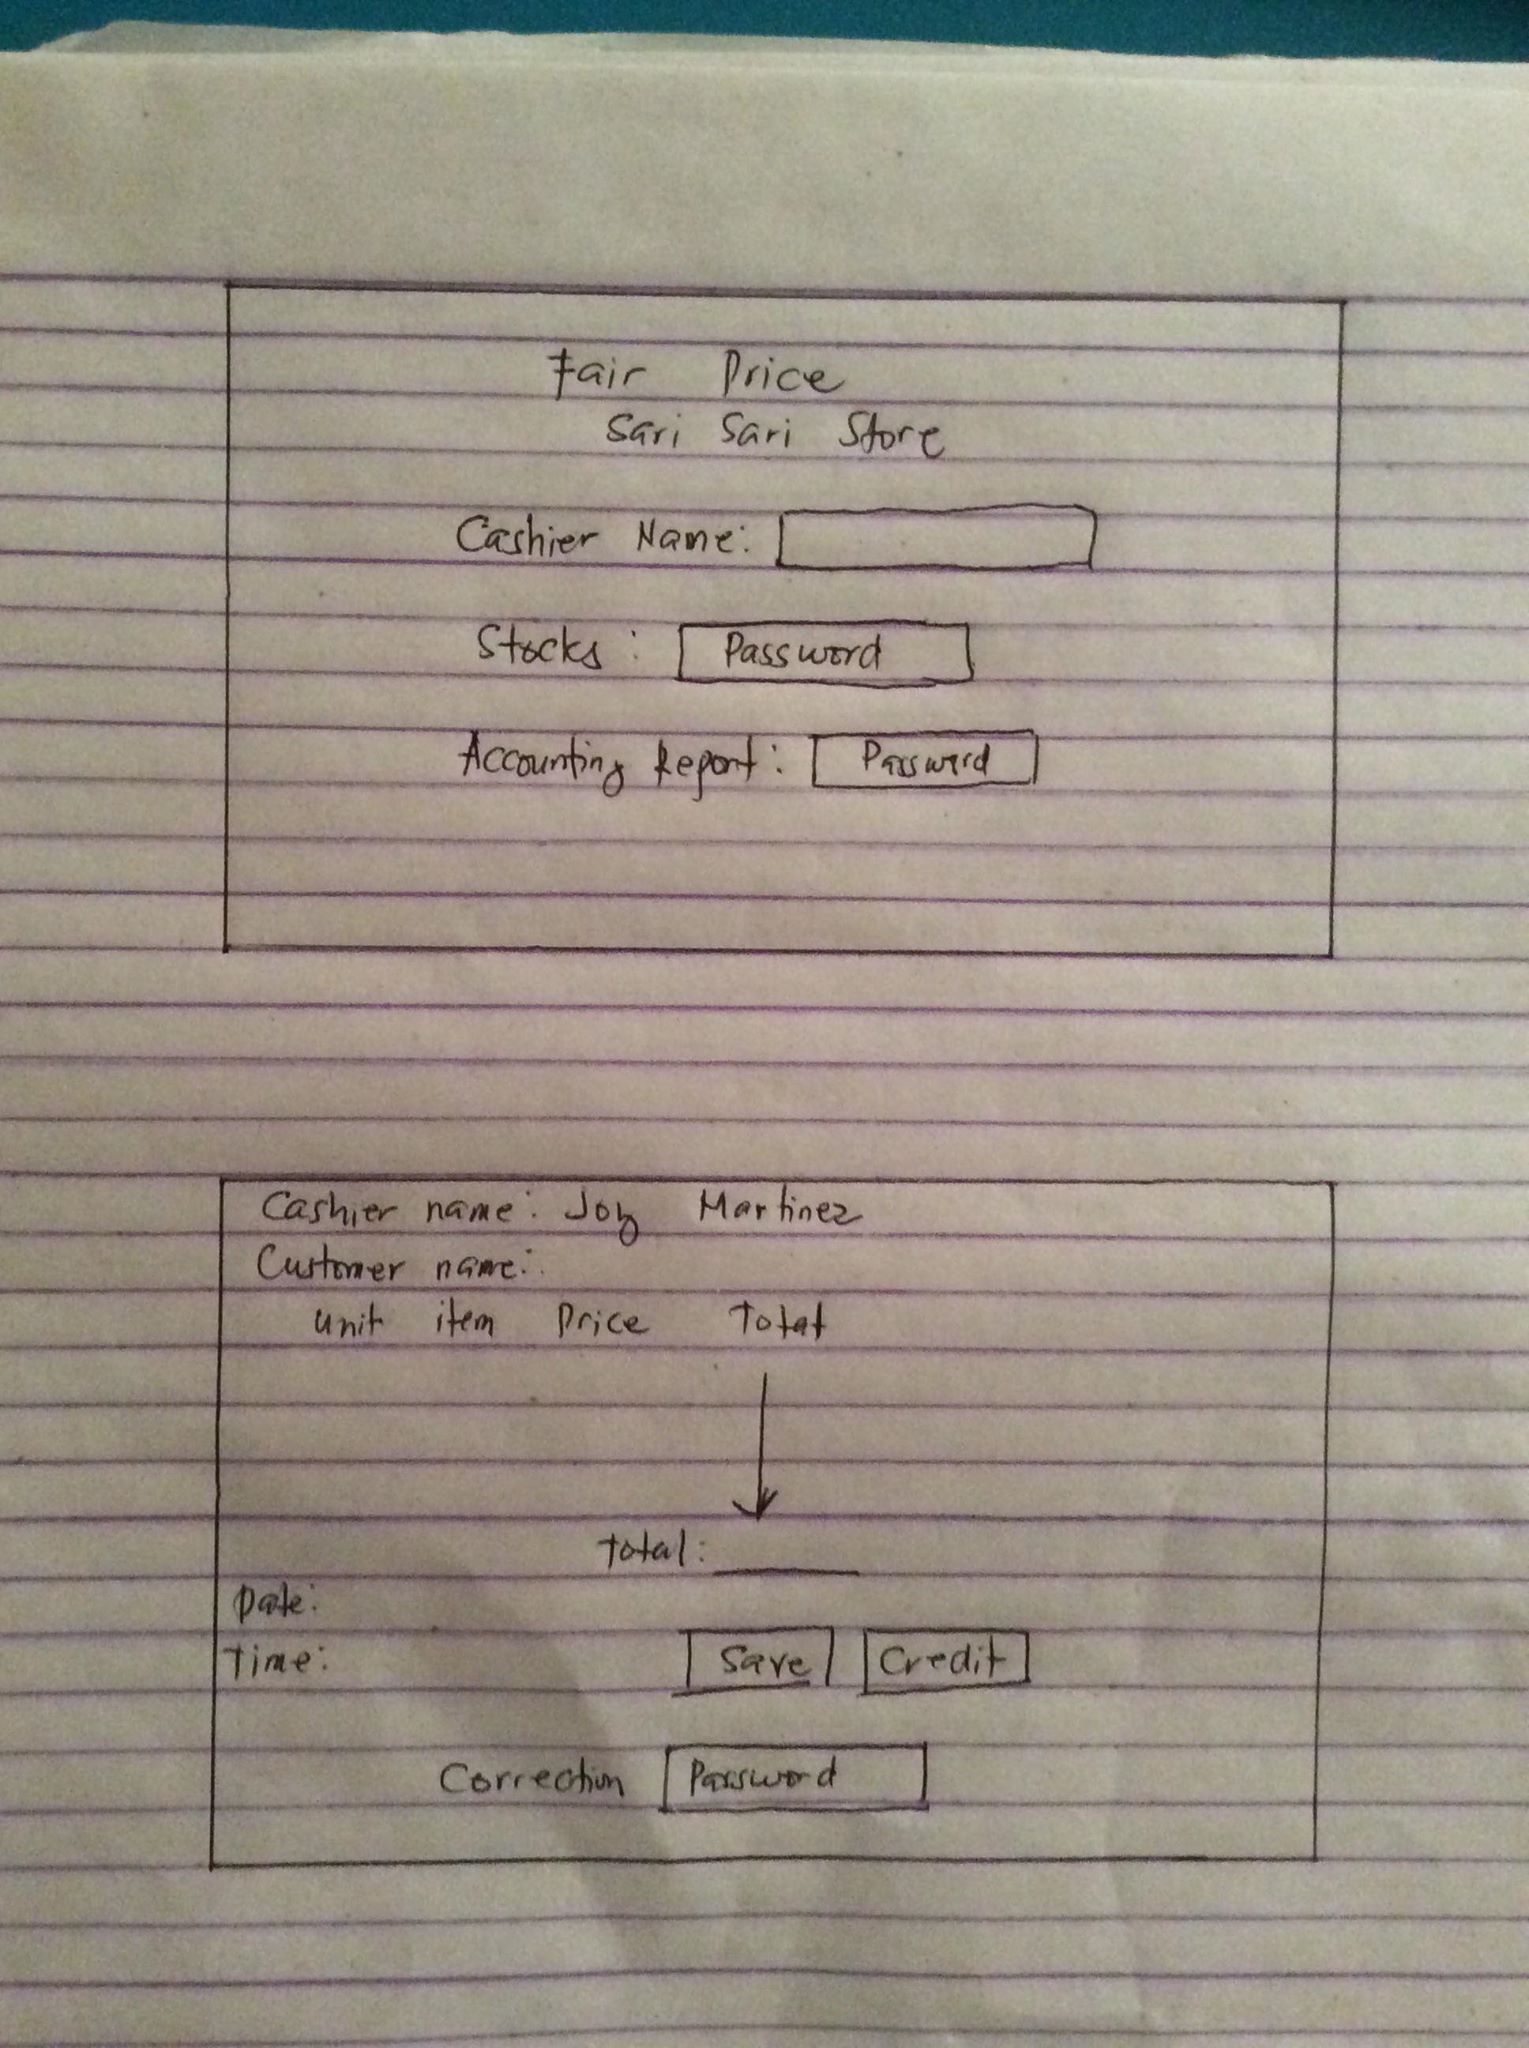 Fair Price
Sari Sari Store
Cashier Name:
Stocks: Password
Accounting Report: Password
Cashier name: Joy Martinez
Customer name:
unit item Price Total
Total:
Date:
Time:
Save Credit
Correction Password